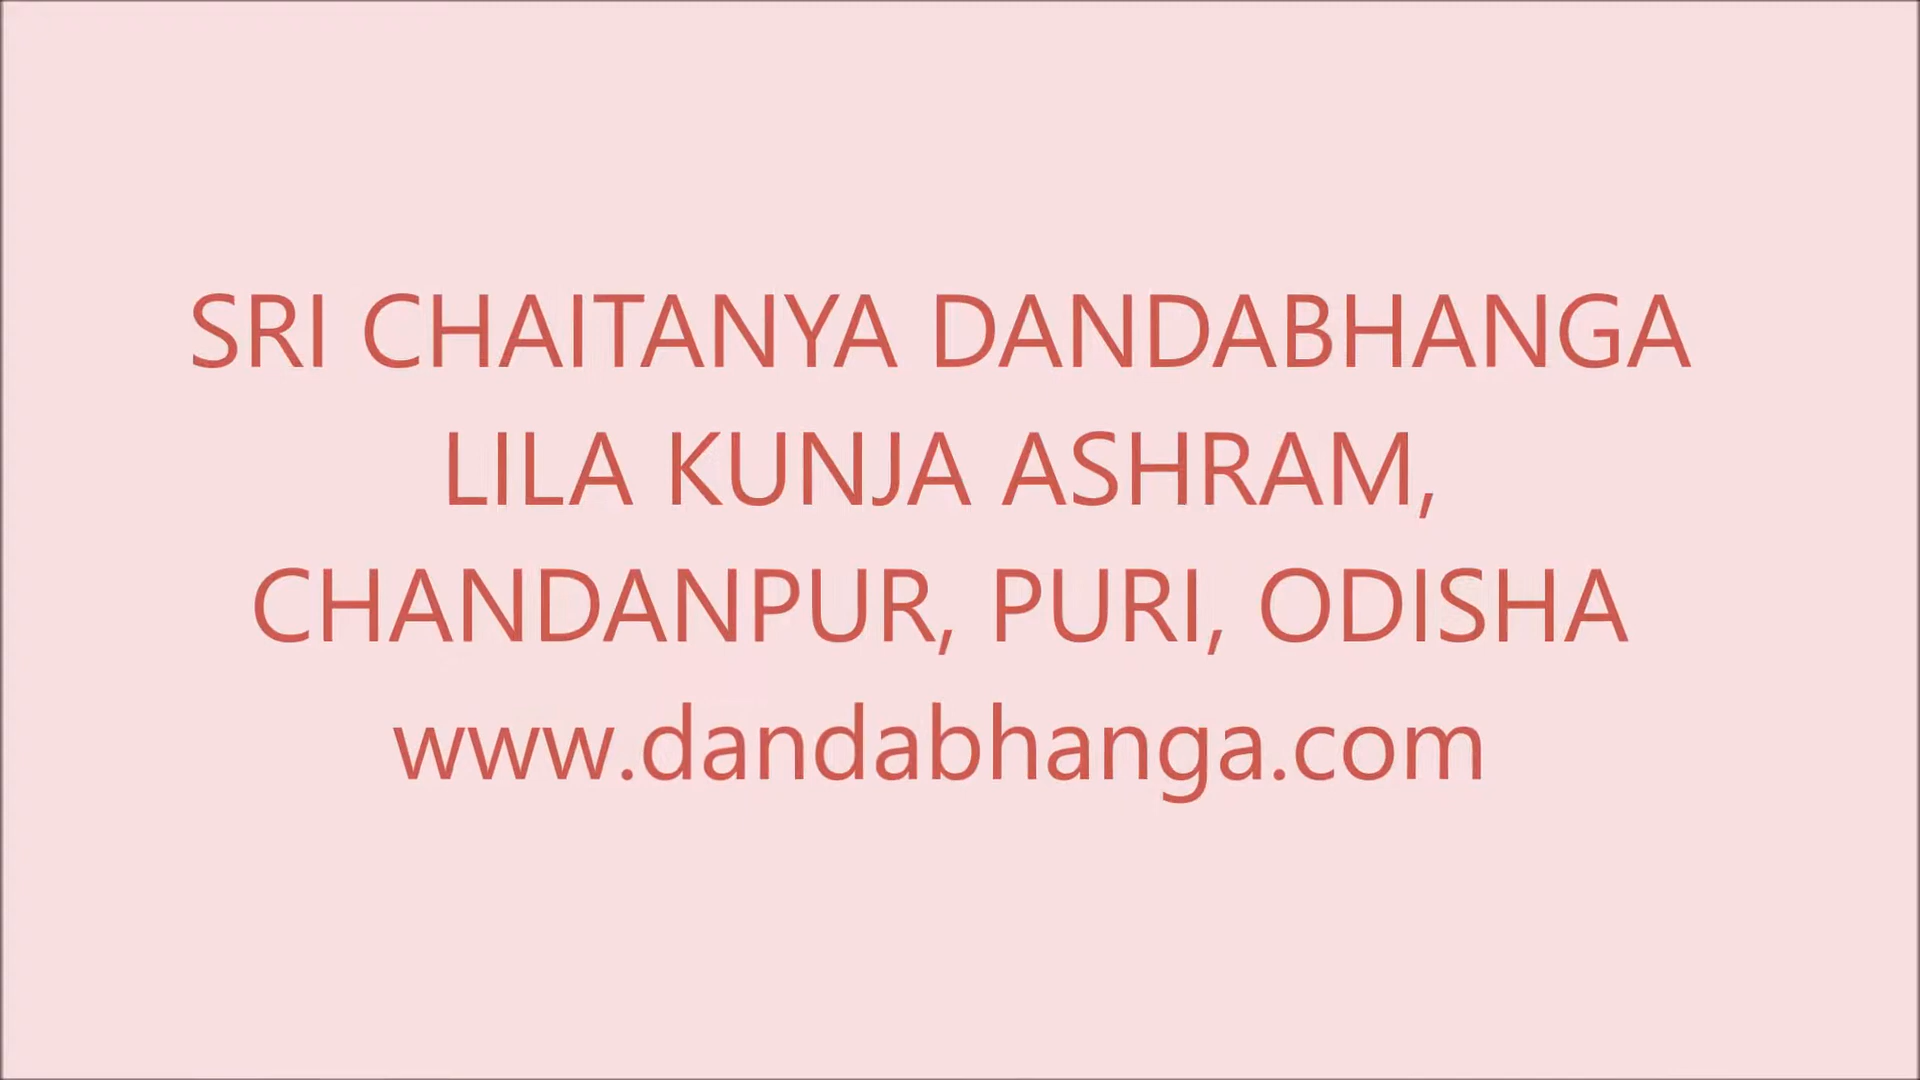 SRI CHAITANYA DANDABHANGA
LILA KUNJA ASHRAM,
CHANDANPUR, PURI, ODISHA
www.dandabhanga.com